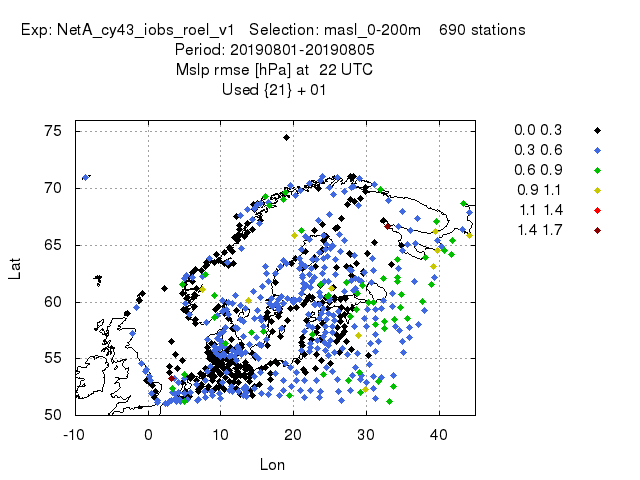 Exp: NetA_cy43_iobs_roel_v1 Selection: masl_0-200m 690 stations
Period: 20190801-20190805
Mslp rmse [hPa] at 22 UTC
Used {21} + 01
75
70
65
60
55
50
-10 0 10 20 30 40
Lat
Lon
0.0 0.3
0.3 0.6
0.6 0.9
0.9 1.1
1.1 1.4
1.4 1.7